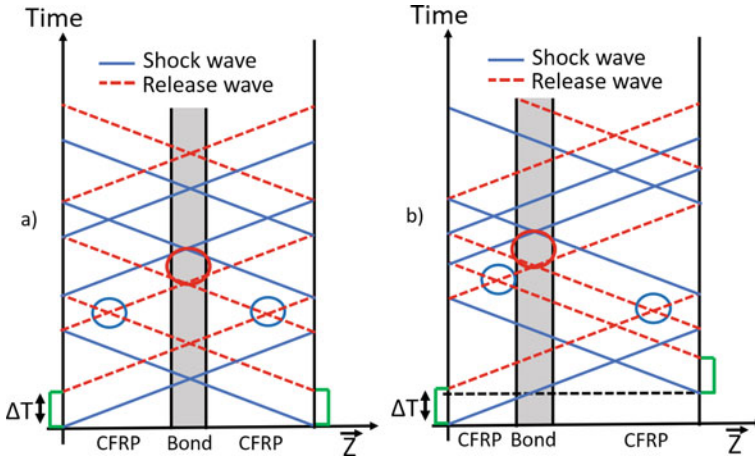 Time
Shock wave
Release wave
a)
ΔT
CFRP Bond CFRP
Z
Time
Shock wave
Release wave
b)
ΔT
CFRP Bond CFRP
Z